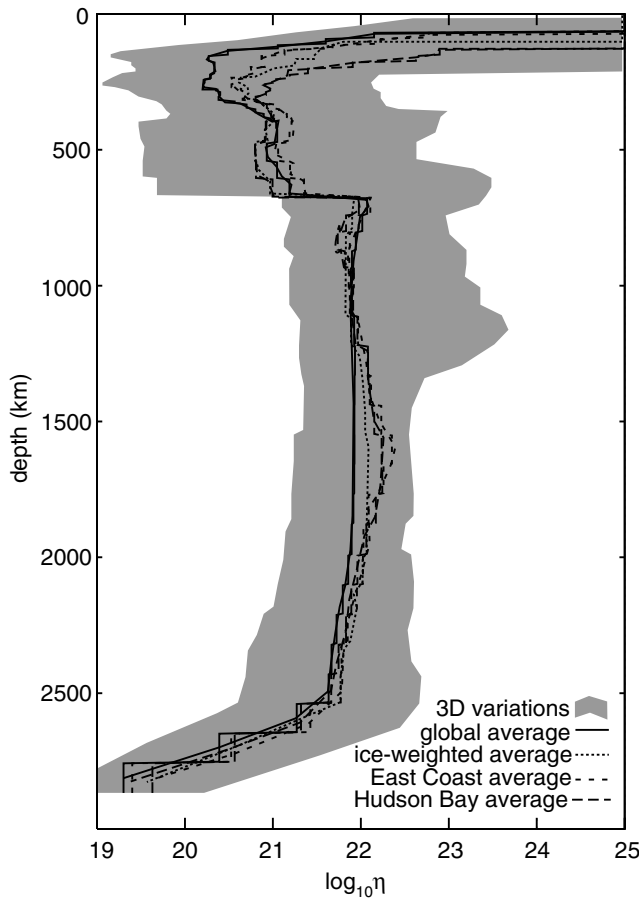 0
500
1000
1500
2000
2500
depth (km)
3D variations
global average
ice-weighted average
East Coast average
Hudson Bay average
19 20 21 22 23 24 25
log10η